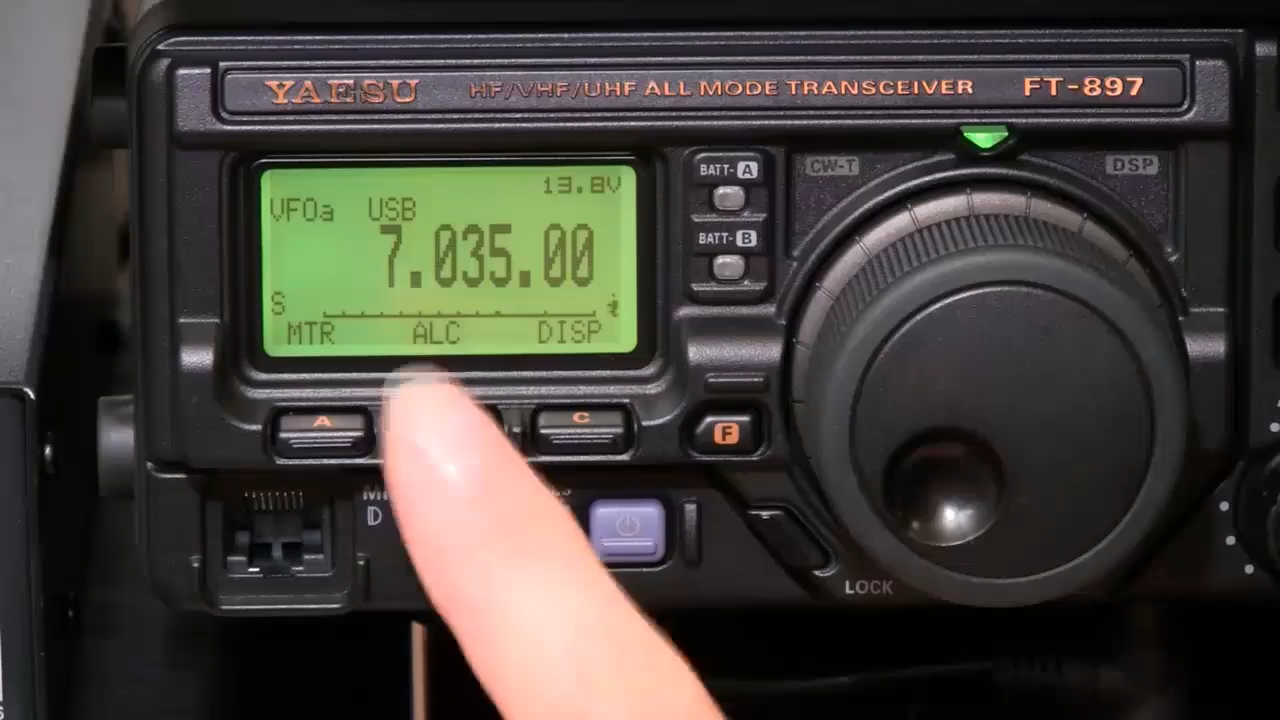 YAESU HF/VHF/UHF ALL MODE TRANSCEIVER FT-897
CW-T
DSP
BATT-A
BATT-B
13.8V
VFOa USB
7.035.00
S
MTR ALC DISP
A
C
F
D
LOCK